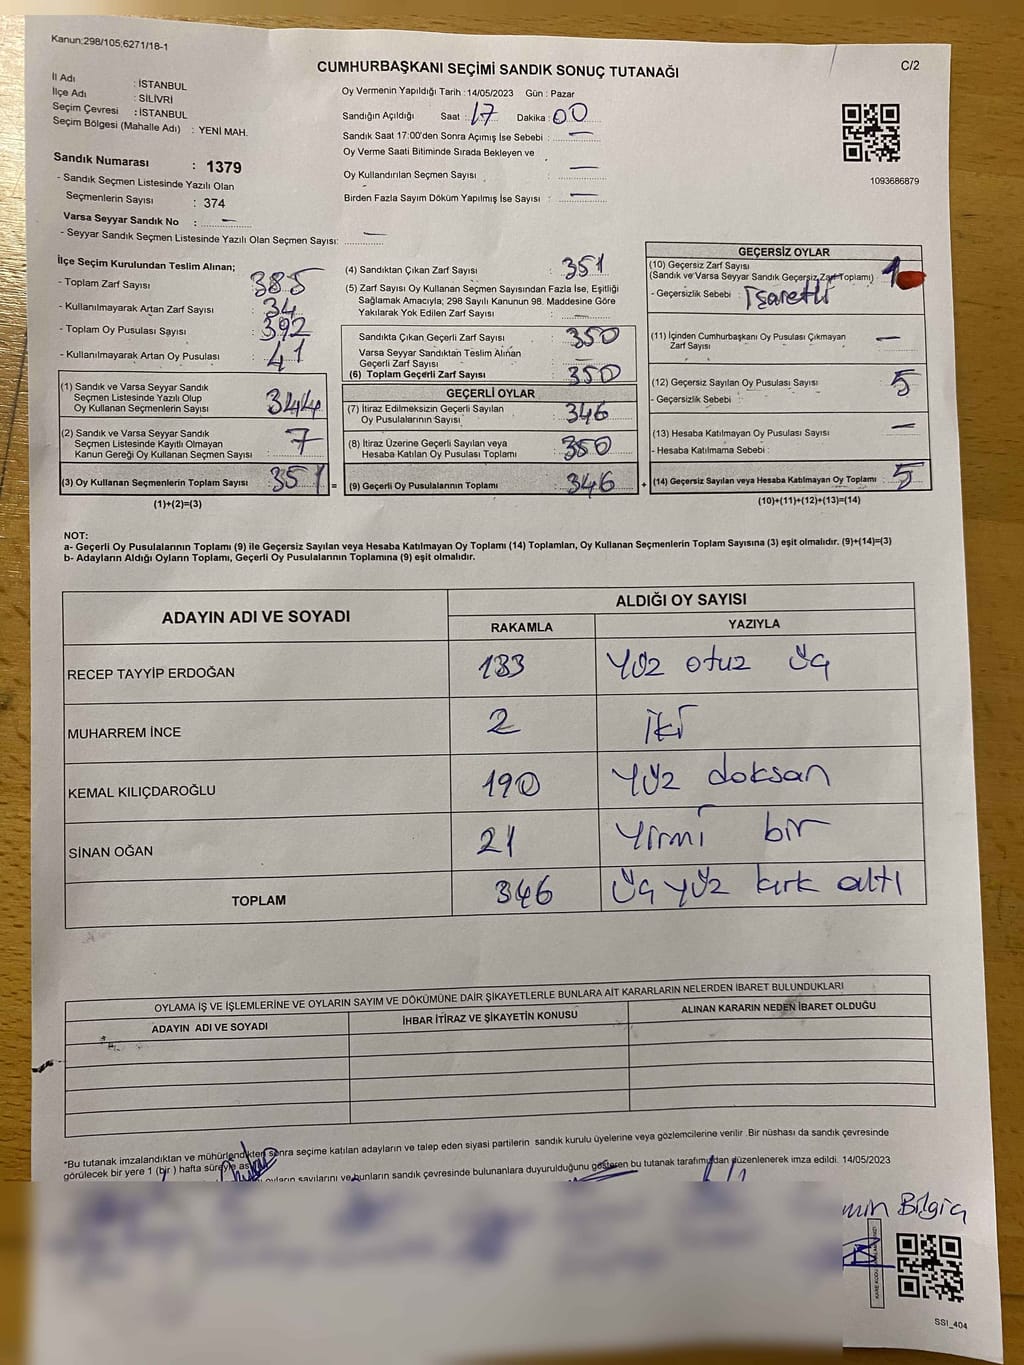 Kanun;298/105;6271/18-1
C/2
CUMHURBAŞKANI SEÇİMİ SANDIK SONUÇ TUTANAĞI
İl Adı : İSTANBUL
İlçe Adı : SİLİVRİ
Seçim Çevresi : İSTANBUL
Seçim Bölgesi (Mahalle Adı) : YENİ MAH.
Sandık Numarası : 1379
- Sandık Seçmen Listesinde Yazılı Olan
Seçmenlerin Sayısı : 374
Varsa Seyyar Sandık No : —
- Seyyar Sandık Seçmen Listesinde Yazılı Olan Seçmen Sayısı: —
Oy Vermenin Yapıldığı Tarih : 14/05/2023 Gün : Pazar
Sandığın Açıldığı Saat : 17 Dakika : 00
Sandık Saat 17:00'den Sonra Açımış İse Sebebi : —
Oy Verme Saati Bitiminde Sırada Bekleyen ve
Oy Kullandırılan Seçmen Sayısı : —
Birden Fazla Sayım Döküm Yapılmış İse Sayısı : —
1093686879
İlçe Seçim Kurulundan Teslim Alınan;
- Toplam Zarf Sayısı : 385
- Kullanılmayarak Artan Zarf Sayısı : 34
- Toplam Oy Pusulası Sayısı : 392
- Kullanılmayarak Artan Oy Pusulası : 41
(1) Sandık ve Varsa Seyyar Sandık
Seçmen Listesinde Yazılı Olup
Oy Kullanan Seçmenlerin Sayısı : 344
(2) Sandık ve Varsa Seyyar Sandık
Seçmen Listesinde Kayıtlı Olmayan
Kanun Gereği Oy Kullanan Seçmen Sayısı : 7
(3) Oy Kullanan Seçmenlerin Toplam Sayısı : 351
(1)+(2)=(3)
(4) Sandıktan Çıkan Zarf Sayısı : 351
(5) Zarf Sayısı Oy Kullanan Seçmen Sayısından Fazla İse, Eşitliği
Sağlamak Amacıyla; 298 Sayılı Kanunun 98. Maddesine Göre
Yakılarak Yok Edilen Zarf Sayısı : —
Sandıkta Çıkan Geçerli Zarf Sayısı : 350
Varsa Seyyar Sandıktan Teslim Alınan
Geçerli Zarf Sayısı :
(6) Toplam Geçerli Zarf Sayısı : 350
GEÇERLİ OYLAR
(7) İtiraz Edilmeksizin Geçerli Sayılan
Oy Pusulalarının Sayısı : 346
(8) İtiraz Üzerine Geçerli Sayılan veya
Hesaba Katılan Oy Pusulası Toplamı : 350
= (9) Geçerli Oy Pusulalarının Toplamı : 346 +
GEÇERSİZ OYLAR
(10) Geçersiz Zarf Sayısı
(Sandık ve Varsa Seyyar Sandık Geçersiz Zarf Toplamı) : 1
- Geçersizlik Sebebi : İşaretli
(11) İçinden Cumhurbaşkanı Oy Pusulası Çıkmayan
Zarf Sayısı : —
(12) Geçersiz Sayılan Oy Pusulası Sayısı : 5
- Geçersizlik Sebebi :
(13) Hesaba Katılmayan Oy Pusulası Sayısı : —
- Hesaba Katılmama Sebebi :
(14) Geçersiz Sayılan veya Hesaba Katılmayan Oy Toplamı : 5
(10)+(11)+(12)+(13)=(14)
NOT:
a- Geçerli Oy Pusulalarının Toplamı (9) ile Geçersiz Sayılan veya Hesaba Katılmayan Oy Toplamı (14) Toplamları, Oy Kullanan Seçmenlerin Toplam Sayısına (3) eşit olmalıdır. (9)+(14)=(3)
b- Adayların Aldığı Oyların Toplamı, Geçerli Oy Pusulalarının Toplamına (9) eşit olmalıdır.
ADAYIN ADI VE SOYADI
ALDIĞI OY SAYISI
RAKAMLA YAZIYLA
RECEP TAYYİP ERDOĞAN 133 Yüz otuz üç
MUHARREM İNCE 2 İki
KEMAL KILIÇDAROĞLU 190 Yüz doksan
SİNAN OĞAN 21 Yirmi bir
TOPLAM 346 Üç yüz kırk altı
OYLAMA İŞ VE İŞLEMLERİNE VE OYLARIN SAYIM VE DÖKÜMÜNE DAİR ŞİKAYETLERLE BUNLARA AİT KARARLARIN NELERDEN İBARET BULUNDUKLARI
ADAYIN ADI VE SOYADI İHBAR İTİRAZ VE ŞİKAYETİN KONUSU ALINAN KARARIN NEDEN İBARET OLDUĞU
*Bu tutanak imzalandıktan ve mühürlendikten sonra seçime katılan adayların ve talep eden siyasi partilerin sandık kurulu üyelerine veya gözlemcilerine verilir .Bir nüshası da sandık çevresinde
görülecek bir yere 1 (bir ) hafta süreyle
oyların sayılarını ve bunların sandık çevresinde bulunanlara duyurulduğunu gösteren bu tutanak tarafımızdan düzenlenerek imza edildi. 14/05/2023
Bilgiç
SSI_404